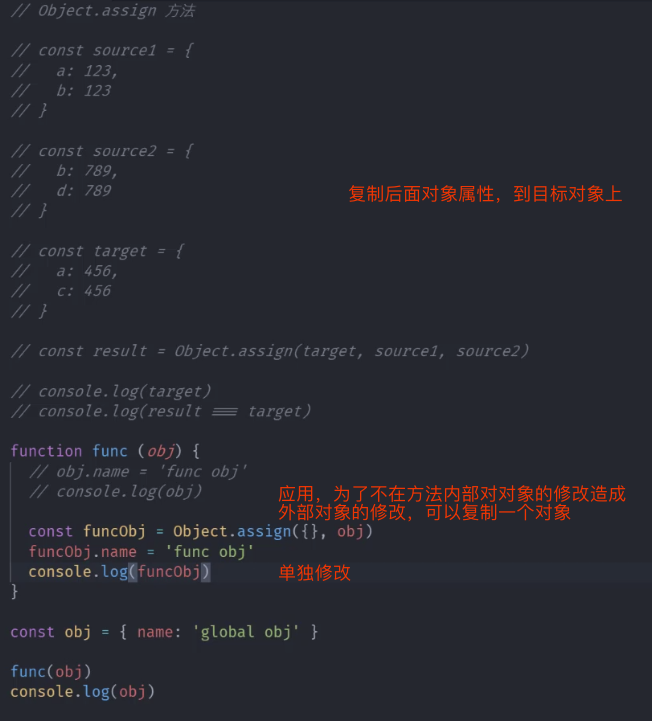 // Object.assign 方法
// const source1 = {
//   a: 123,
//   b: 123
// }
// const source2 = {
//   b: 789,
//   d: 789
复制后面对象属性，到目标对象上
// }
// const target = {
//   a: 456,
//   c: 456
// }
// const result = Object.assign(target, source1, source2)
// console.log(target)
// console.log(result === target)
function func (obj) {
// obj.name = 'func obj'
// console.log(obj)
应用，为了不在方法内部对对象的修改造成
外部对象的修改，可以复制一个对象
const funcObj = Object.assign({}, obj)
funcObj.name = 'func obj'
console.log(funcObj)
单独修改
}
const obj = { name: 'global obj' }
func(obj)
console.log(obj)